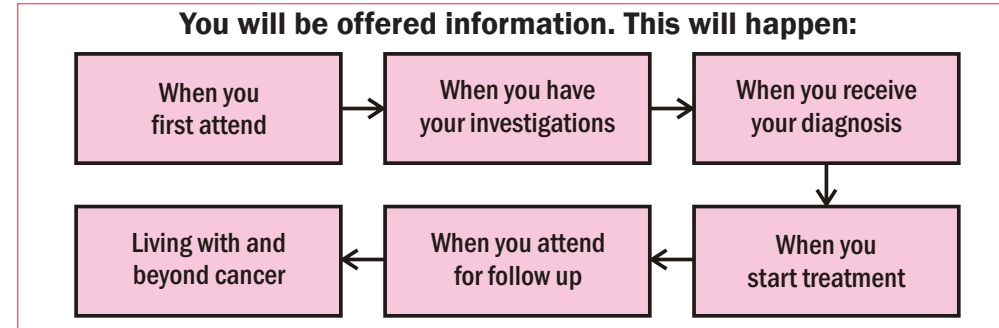 You will be offered information. This will happen:
When you
first attend
When you have
your investigations
When you receive
your diagnosis
When you
start treatment
When you attend
for follow up
Living with and
beyond cancer